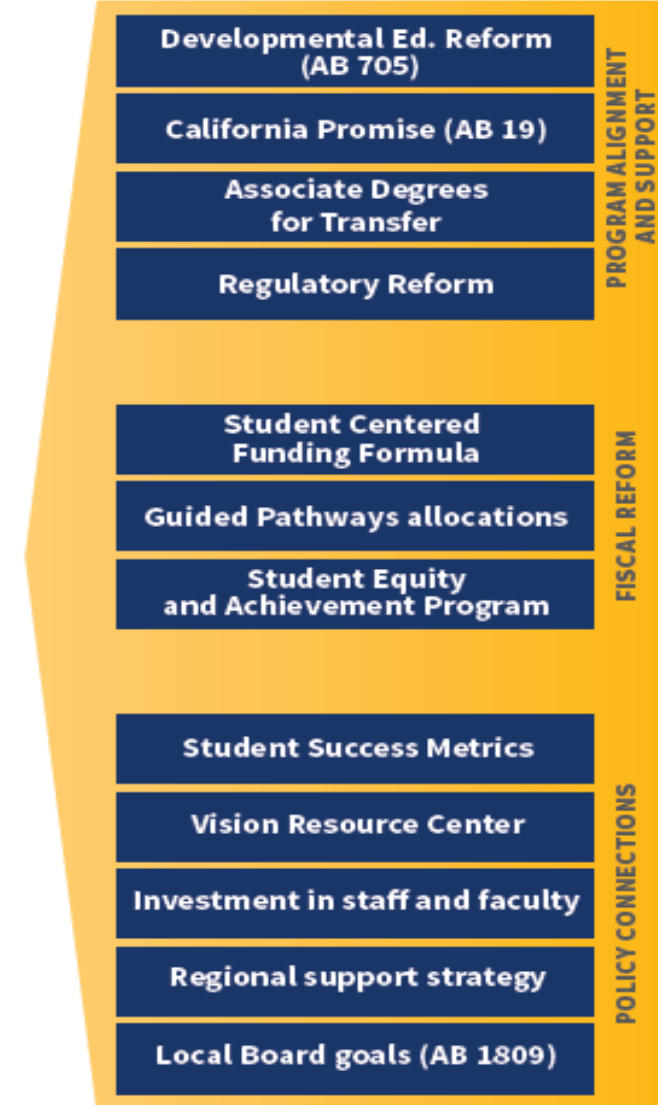 Developmental Ed. Reform
(AB 705)
California Promise (AB 19)
Associate Degrees
for Transfer
Regulatory Reform
PROGRAM ALIGNMENT
AND SUPPORT
Student Centered
Funding Formula
Guided Pathways allocations
Student Equity
and Achievement Program
FISCAL REFORM
Student Success Metrics
Vision Resource Center
Investment in staff and faculty
Regional support strategy
Local Board goals (AB 1809)
POLICY CONNECTIONS